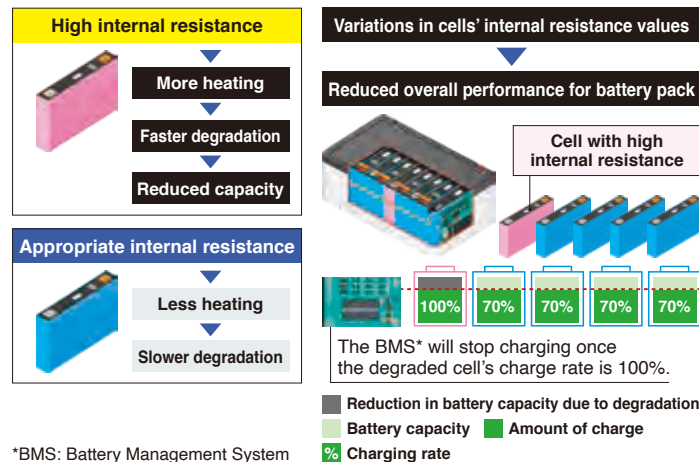 High internal resistance
More heating
Faster degradation
Reduced capacity
Appropriate internal resistance
Less heating
Slower degradation
*BMS: Battery Management System
Variations in cells’ internal resistance values
Reduced overall performance for battery pack
Cell with high
internal resistance
100% 70% 70% 70% 70%
The BMS* will stop charging once
the degraded cell’s charge rate is 100%.
Reduction in battery capacity due to degradation
Battery capacity Amount of charge
% Charging rate